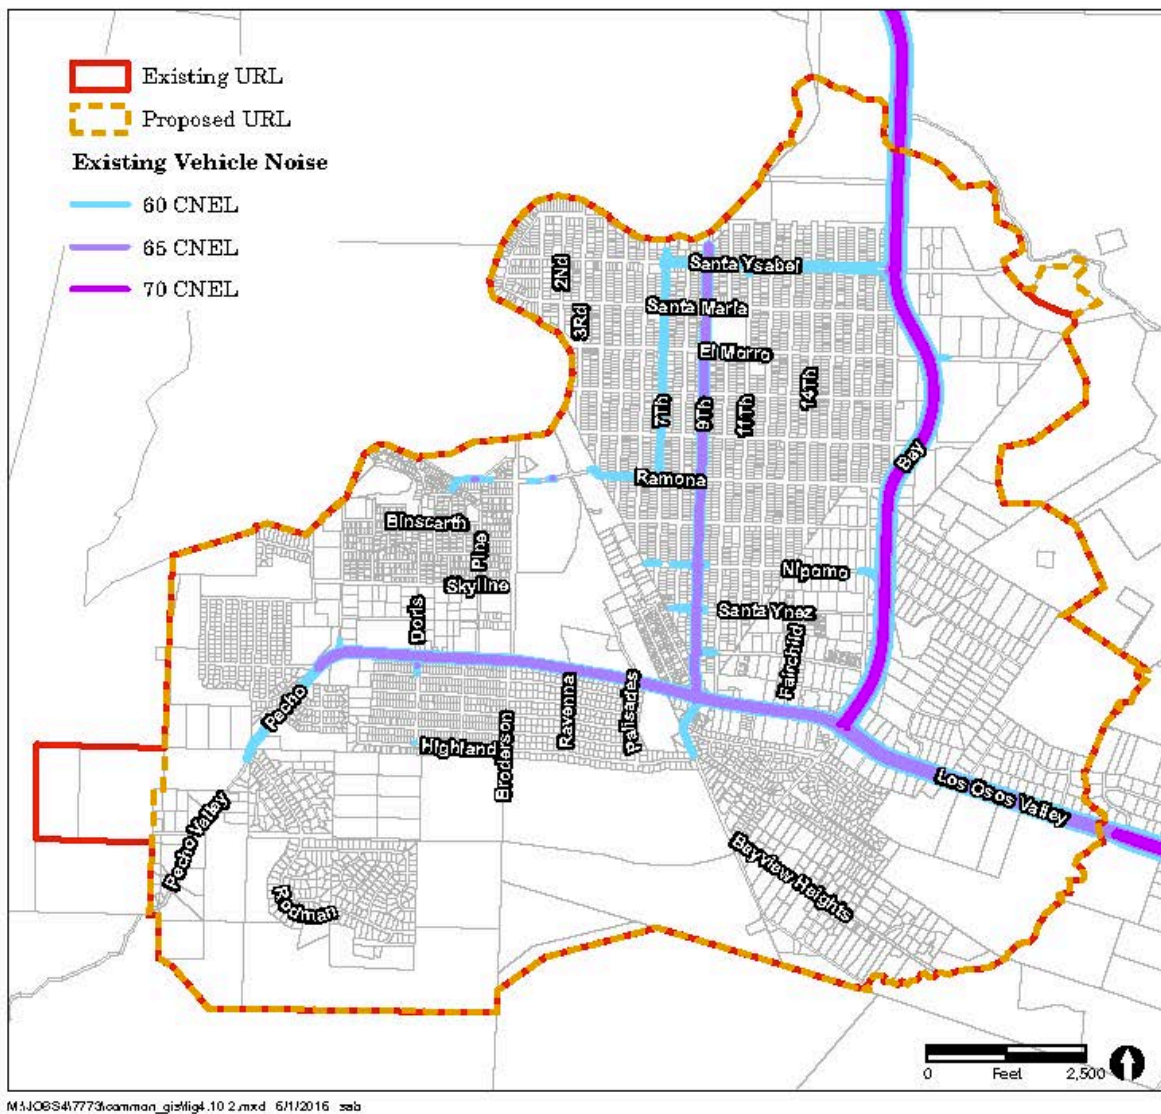 Existing URL
Proposed URL
Existing Vehicle Noise
60 CNEL
65 CNEL
70 CNEL
2Nd
3Rd
Santa Ysabel
Santa Maria
El Morro
7Th
9Th
11Th
14Th
Bay
Ramona
Binscarth
Pine
Skyline
Doris
Nipomo
Santa Ynez
Fairchild
Pecho
Highland
Broderson
Ravenna
Palisades
Los Osos Valley
Pecho Valley
Rodman
Bayview Heights
0 Feet 2,500
M:\JOBS4\7773\common_gis\fig4.10 2.mxd 6/1/2016 sab